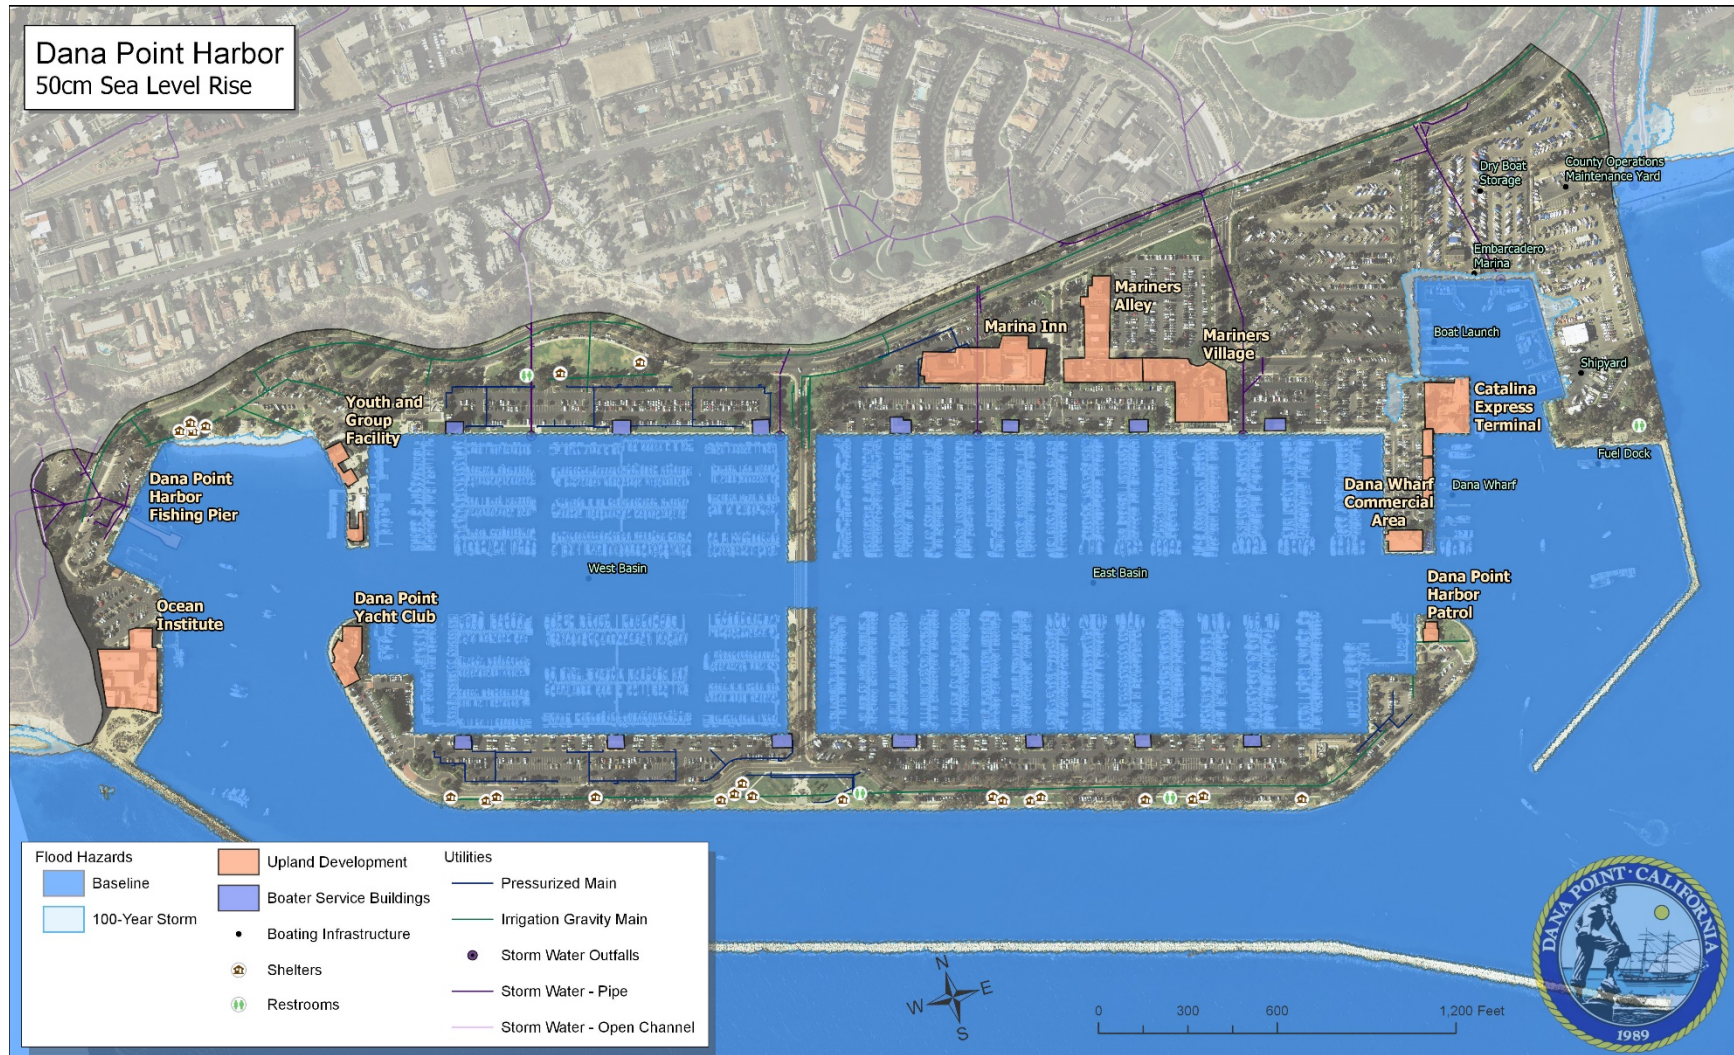 Dana Point Harbor
50cm Sea Level Rise
Dry Boat
Storage
County Operations
Maintenance Yard
Embarcadero
Marina
Mariners
Alley
Marina Inn
Mariners
Village
Boat Launch
Shipyard
Catalina
Express
Terminal
Youth and
Group
Facility
Fuel Dock
Dana Point
Harbor
Fishing Pier
Dana Wharf
Commercial
Area
Dana Wharf
West Basin
East Basin
Dana Point
Harbor
Patrol
Ocean
Institute
Dana Point
Yacht Club
Flood Hazards
Baseline
100-Year Storm
Upland Development
Boater Service Buildings
Boating Infrastructure
Shelters
Restrooms
Utilities
Pressurized Main
Irrigation Gravity Main
Storm Water Outfalls
Storm Water - Pipe
Storm Water - Open Channel
N
W
E
S
0 300 600 1,200 Feet
DANA POINT · CALIFORNIA
1989